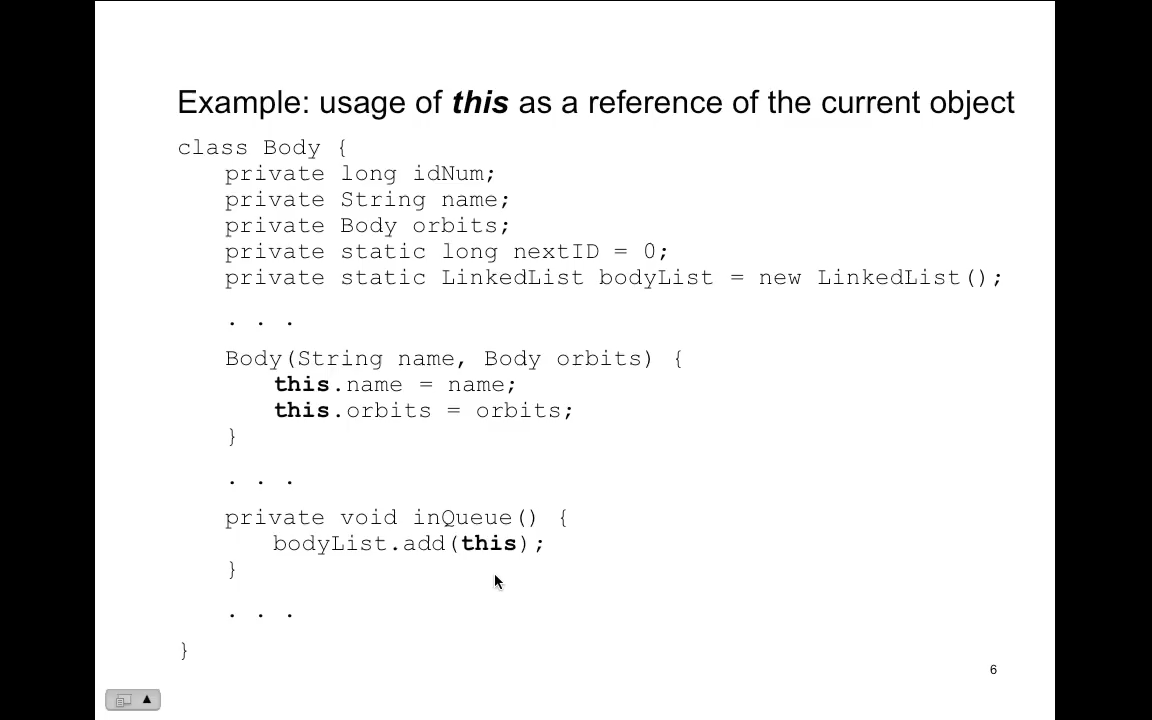 Example: usage of this as a reference of the current object
class Body {
private long idNum;
private String name;
private Body orbits;
private static long nextID = 0;
private static LinkedList bodyList = new LinkedList();
. . .
Body(String name, Body orbits) {
this.name = name;
this.orbits = orbits;
}
. . .
private void inQueue() {
bodyList.add(this);
}
. . .
}
6